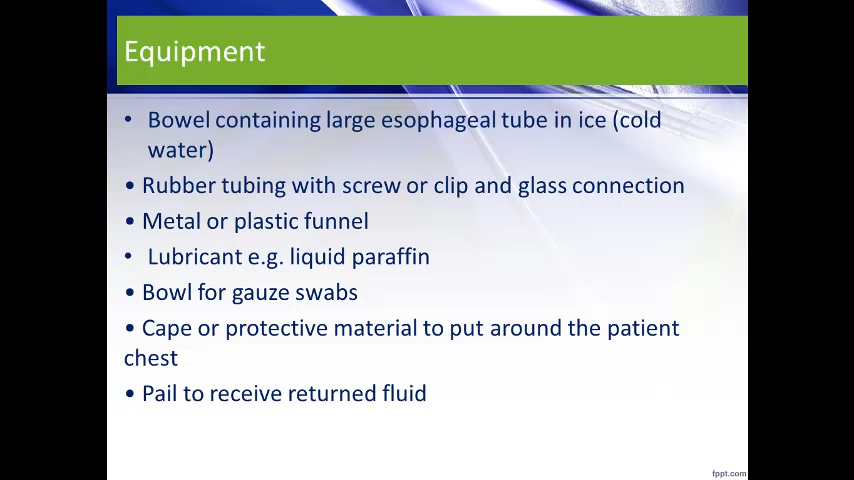 Equipment
• Bowel containing large esophageal tube in ice (cold
water)
• Rubber tubing with screw or clip and glass connection
• Metal or plastic funnel
• Lubricant e.g. liquid paraffin
• Bowl for gauze swabs
• Cape or protective material to put around the patient
chest
• Pail to receive returned fluid
fppt.com